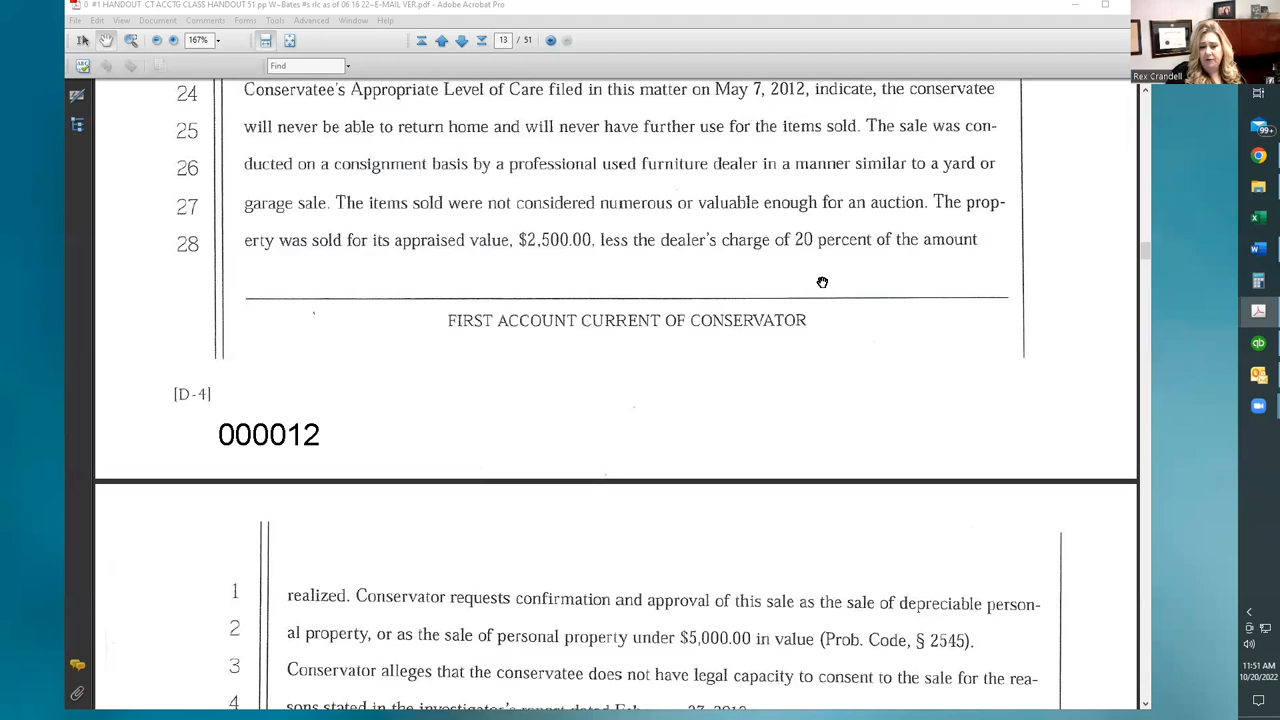 0 #1 HANDOUT CT ACCTG CLASS HANDOUT 51 pp W~Bates #s rlc as of 06 16 22~E-MAIL VER.pdf - Adobe Acrobat Pro
File Edit View Document Comments Forms Tools Advanced Window Help
167% 13 / 51
Find
Rex Crandell
24 Conservatee's Appropriate Level of Care filed in this matter on May 7, 2012, indicate, the conservatee
25 will never be able to return home and will never have further use for the items sold. The sale was con-
26 ducted on a consignment basis by a professional used furniture dealer in a manner similar to a yard or
27 garage sale. The items sold were not considered numerous or valuable enough for an auction. The prop-
28 erty was sold for its appraised value, $2,500.00, less the dealer's charge of 20 percent of the amount
FIRST ACCOUNT CURRENT OF CONSERVATOR
[D-4]
000012
1 realized. Conservator requests confirmation and approval of this sale as the sale of depreciable person-
2 al property, or as the sale of personal property under $5,000.00 in value (Prob. Code, § 2545).
3 Conservator alleges that the conservatee does not have legal capacity to consent to the sale for the rea-
4 sons stated in the investigator's report dated
99+
qb
11:51 AM
10/20/2022